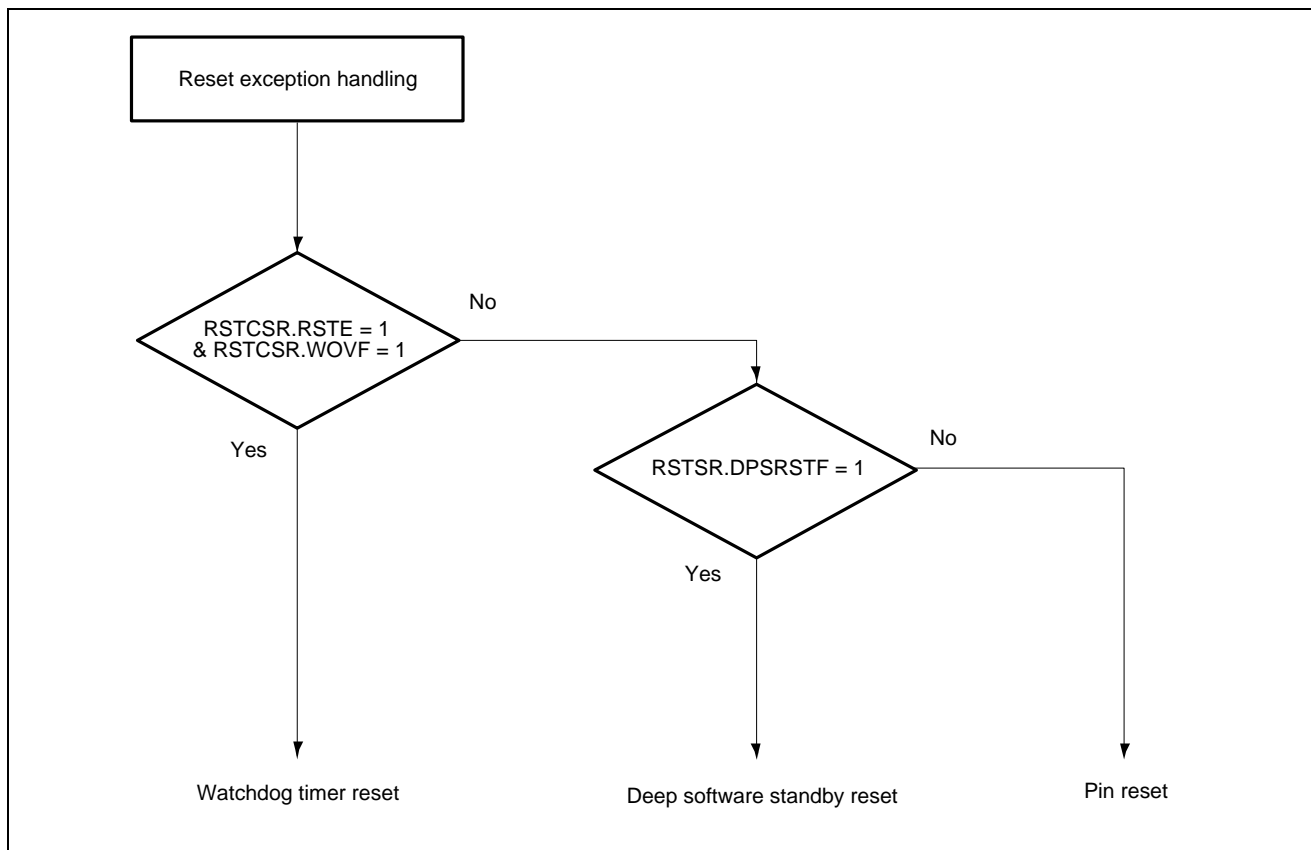 Reset exception handling
RSTCSR.RSTE = 1
& RSTCSR.WOVF = 1
No
Yes
RSTSR.DPSRSTF = 1
No
Yes
Watchdog timer reset
Deep software standby reset
Pin reset